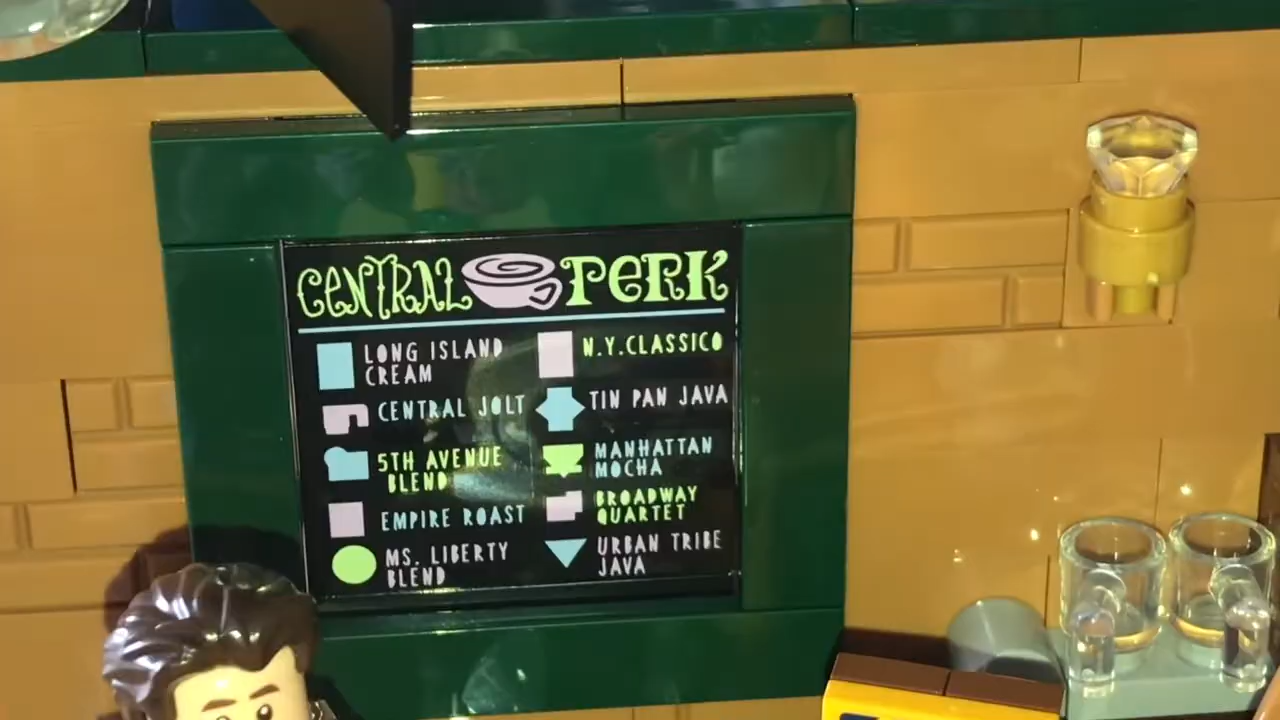 CENTRAL PERK
LONG ISLAND
CREAM
CENTRAL JOLT
5TH AVENUE
BLEND
EMPIRE ROAST
MS. LIBERTY
BLEND
N.Y.CLASSICO
TIN PAN JAVA
MANHATTAN
MOCHA
BROADWAY
QUARTET
URBAN TRIBE
JAVA